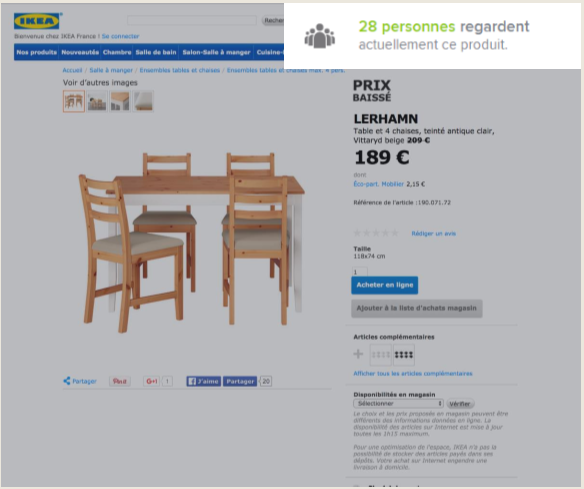 28 personnes regardent
actuellement ce produit.
IKEA
Bienvenue chez IKEA France ! Se connecter
Nos produits Nouveautés Chambre Salle de bain Salon-Salle à manger
Accueil / Salle à manger / Ensembles tables et chaises / Ensembles tables et chaises max. 4 pers.
Voir d'autres images
PRIX
BAISSÉ
LERHAMN
Table et 4 chaises, teinté antique clair,
Vittaryd beige 209 €
189 €
dont
Éco-part. Mobilier 2,15 €
Référence de l'article :190.071.72
Rédiger un avis
Taille
118x74 cm
1
Acheter en ligne
Ajouter à la liste d'achats magasin
Articles complémentaires
Afficher tous les articles complémentaires
Partager Pin it G+1 1 J'aime Partager 20
Disponibilités en magasin
Sélectionner Vérifier
Le choix et les prix proposés en magasin peuvent être
différents des informations données en ligne. La
disponibilité des articles sur Internet est mise à jour
toutes les 1h15 maximum.
Pour une optimisation de l'espace, IKEA n'a pas la
possibilité de stocker des articles payés dans ses
dépôts. Votre achat sur Internet engendre une
livraison à domicile.